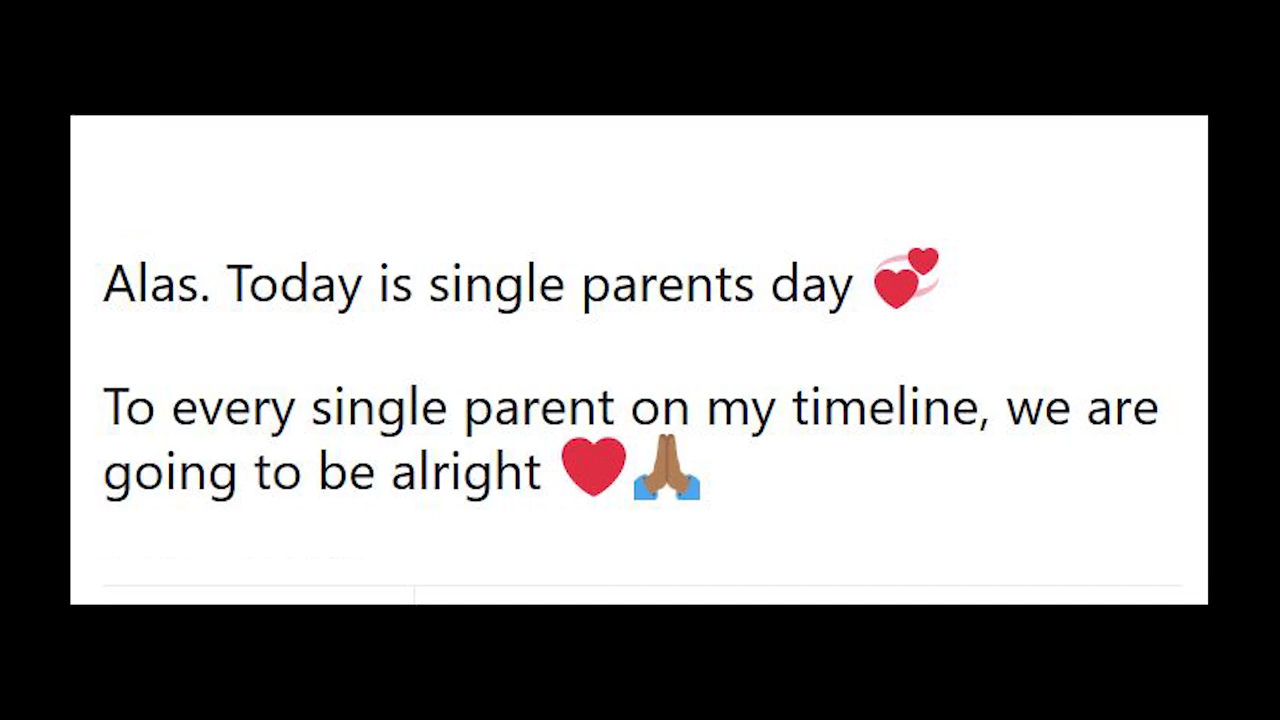 Alas. Today is single parents day 💞
To every single parent on my timeline, we are
going to be alright ❤️🙏🏾